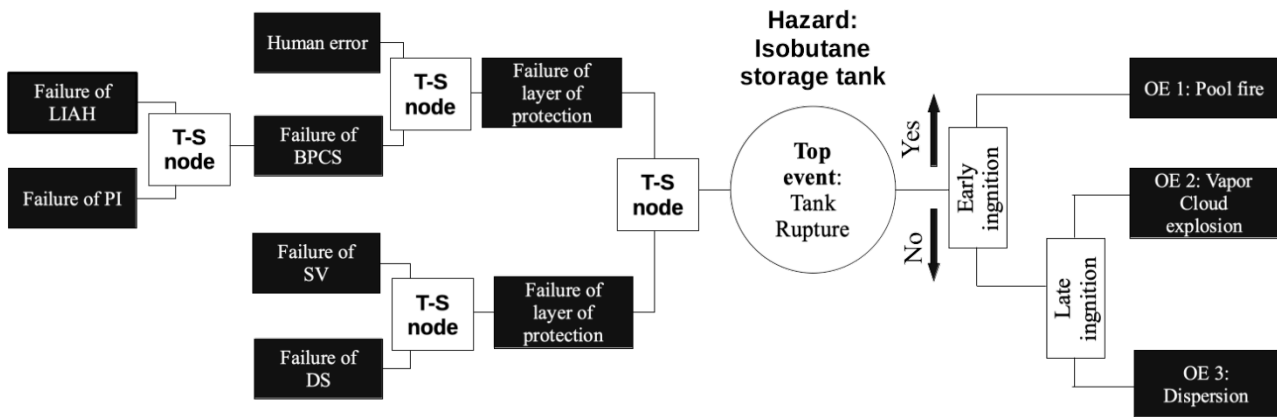 Failure of
LIAH
Failure of PI
T-S
node
Human error
Failure of
BPCS
T-S
node
Failure of
layer of
protection
Failure of
SV
Failure of
DS
T-S
node
Failure of
layer of
protection
T-S
node
Hazard:
Isobutane
storage tank
Top
event:
Tank
Rupture
Yes
No
Early
ingnition
Late
ingnition
OE 1: Pool fire
OE 2: Vapor
Cloud
explosion
OE 3:
Dispersion